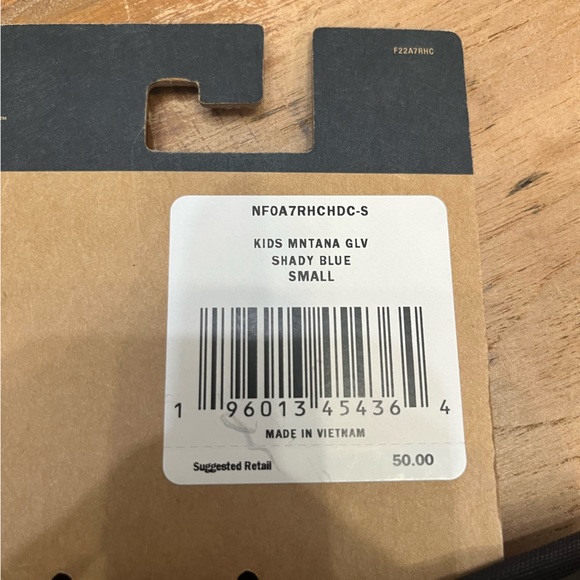 F22A7RHC
™
NF0A7RHCHDC-S
KIDS MNTANA GLV
SHADY BLUE
SMALL
1 96013 45436 4
MADE IN VIETNAM
Suggested Retail 50.00